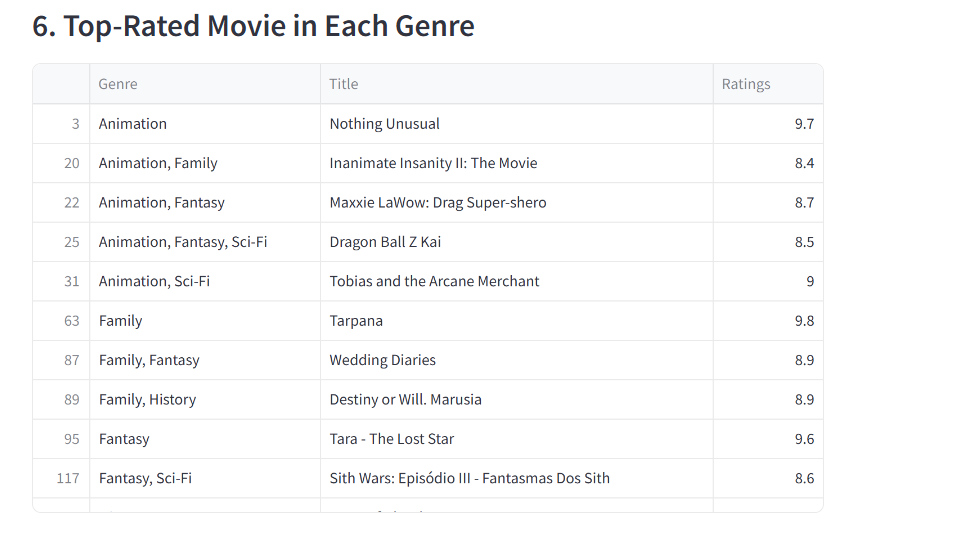 6. Top-Rated Movie in Each Genre
Genre Title Ratings
3 Animation Nothing Unusual 9.7
20 Animation, Family Inanimate Insanity II: The Movie 8.4
22 Animation, Fantasy Maxxie LaWow: Drag Super-shero 8.7
25 Animation, Fantasy, Sci-Fi Dragon Ball Z Kai 8.5
31 Animation, Sci-Fi Tobias and the Arcane Merchant 9
63 Family Tarpana 9.8
87 Family, Fantasy Wedding Diaries 8.9
89 Family, History Destiny or Will. Marusia 8.9
95 Fantasy Tara - The Lost Star 9.6
117 Fantasy, Sci-Fi Sith Wars: Episódio III - Fantasmas Dos Sith 8.6